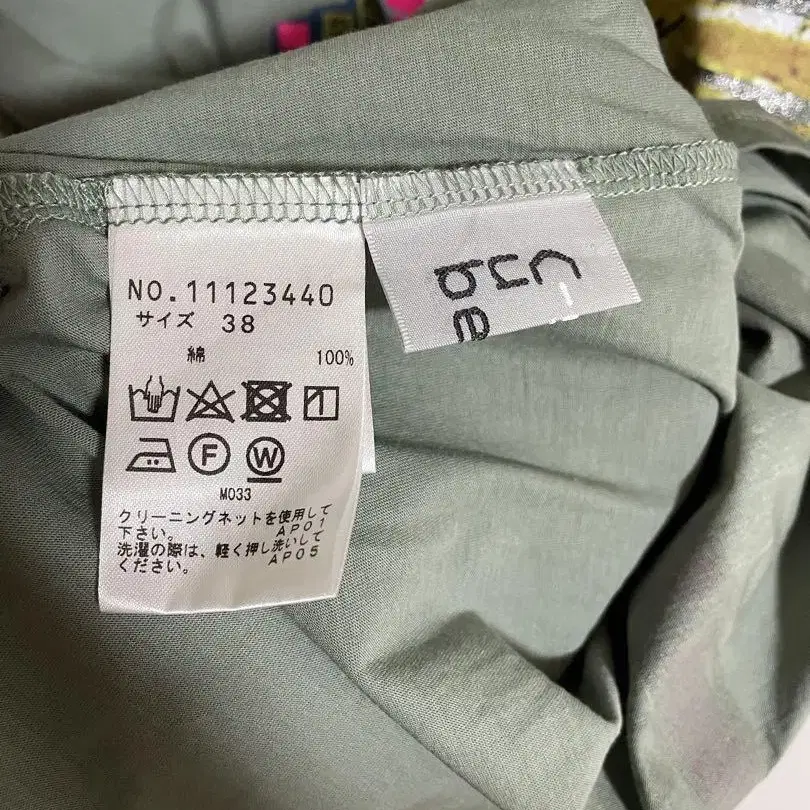 NO.11123440
サイズ 38
綿 100%
F W
M033
クリーニングネットを使用して
下さい。 AP01
洗濯の際は、軽く押し洗いして
ください。 AP05